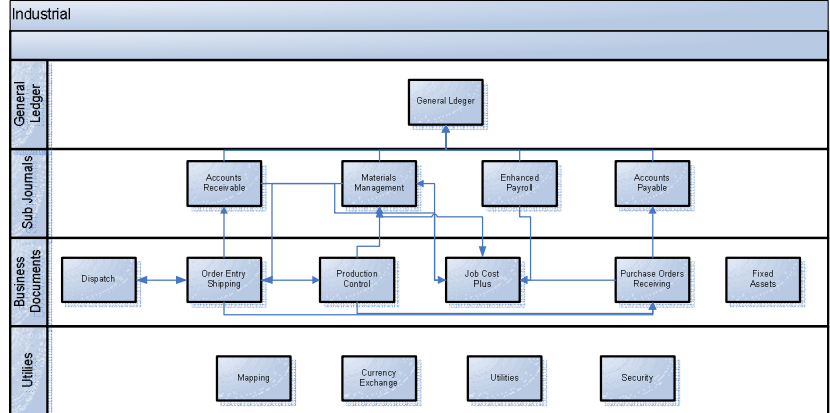 Industrial
General
Ledger
General Ldeger
Sub Journals
Accounts
Receivable
Materials
Management
Enhanced
Payroll
Accounts
Payable
Business
Documents
Dispatch
Order Entry
Shipping
Production
Control
Job Cost
Plus
Purchase Orders
Receiving
Fixed
Assets
Utilies
Mapping
Currency
Exchange
Utilities
Security